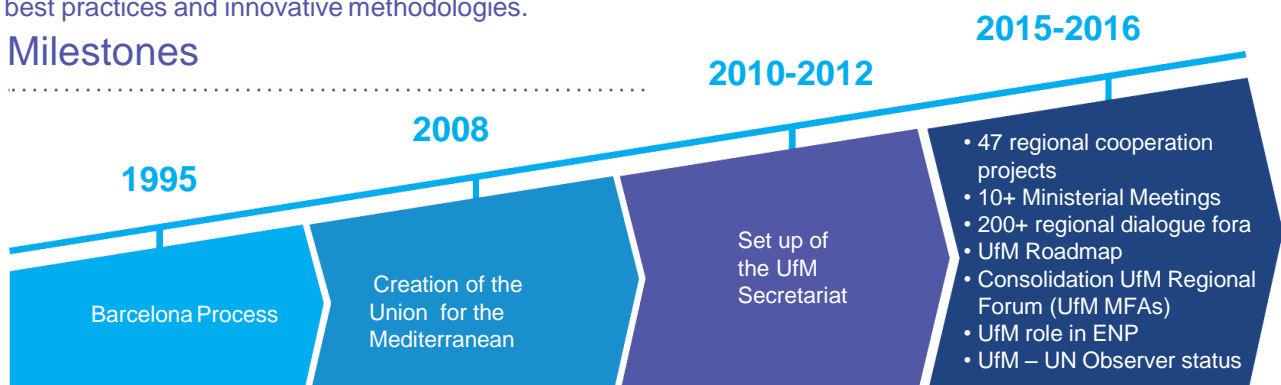 best practices and innovative methodologies.
Milestones
1995
2008
2010-2012
2015-2016
Barcelona Process
Creation of the
Union for the
Mediterranean
Set up of
the UfM
Secretariat
• 47 regional cooperation
projects
• 10+ Ministerial Meetings
• 200+ regional dialogue fora
• UfM Roadmap
• Consolidation UfM Regional
Forum (UfM MFAs)
• UfM role in ENP
• UfM – UN Observer status